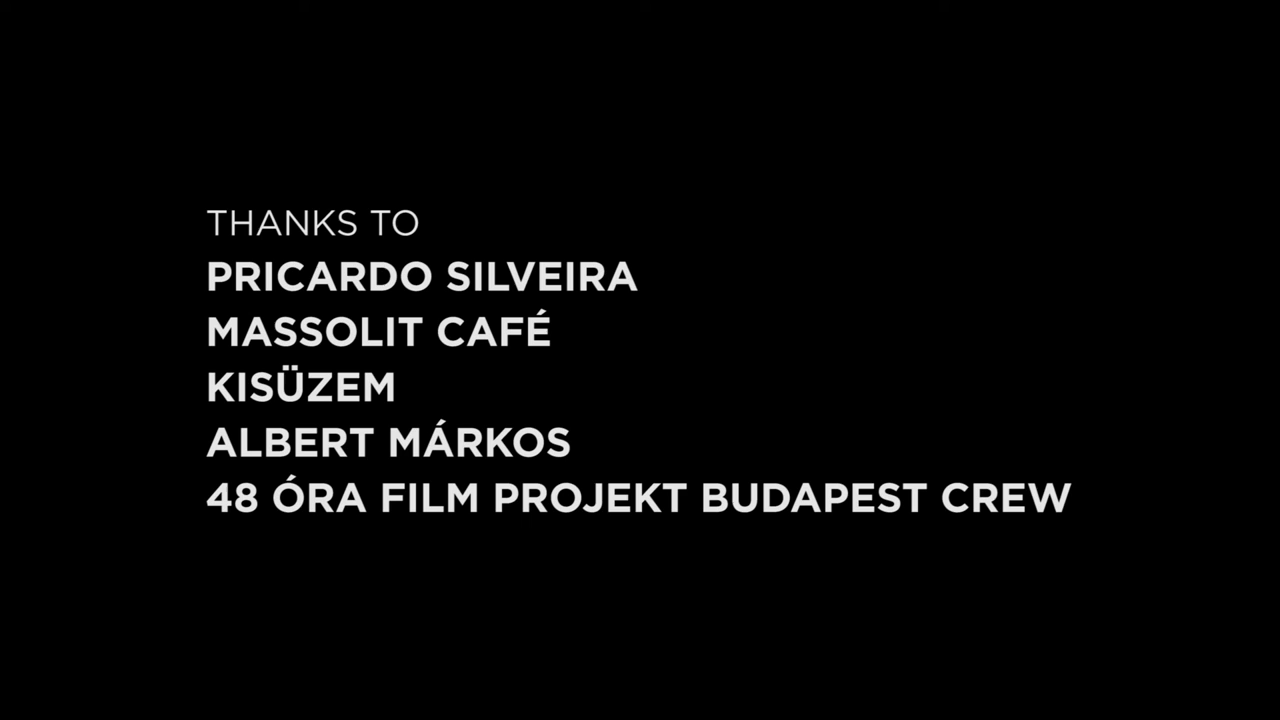 THANKS TO
PRICARDO SILVEIRA
MASSOLIT CAFÉ
KISÜZEM
ALBERT MÁRKOS
48 ÓRA FILM PROJEKT BUDAPEST CREW